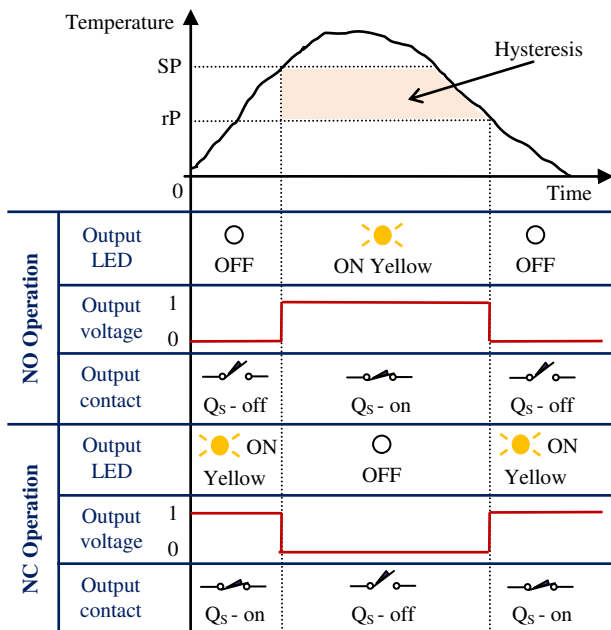 Temperature
SP
Hysteresis
rP
0
Time
NO Operation
Output
LED
OFF
ON Yellow
OFF
Output
voltage
1
0
Output
contact
Qs - off
Qs - on
Qs - off
NC Operation
Output
LED
ON
Yellow
OFF
ON
Yellow
Output
voltage
1
0
Output
contact
Qs - on
Qs - off
Qs - on